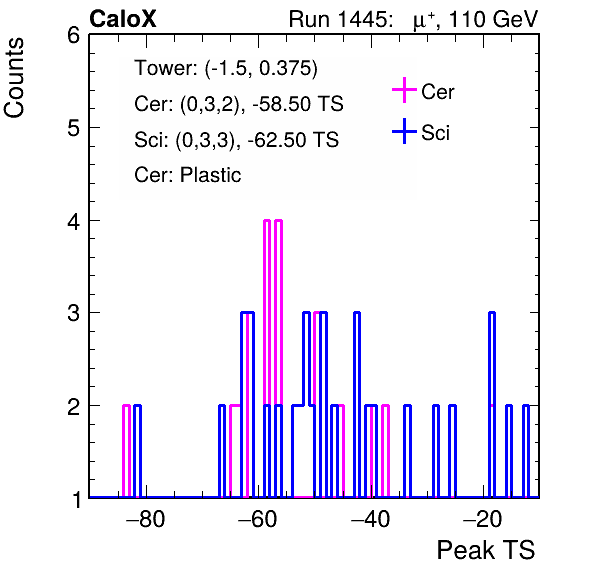 CaloX Run 1445: μ⁺, 110 GeV
Counts
6
5
4
3
2
1
Tower: (-1.5, 0.375)
Cer: (0,3,2), -58.50 TS
Sci: (0,3,3), -62.50 TS
Cer: Plastic
Cer
Sci
−80 −60 −40 −20
Peak TS